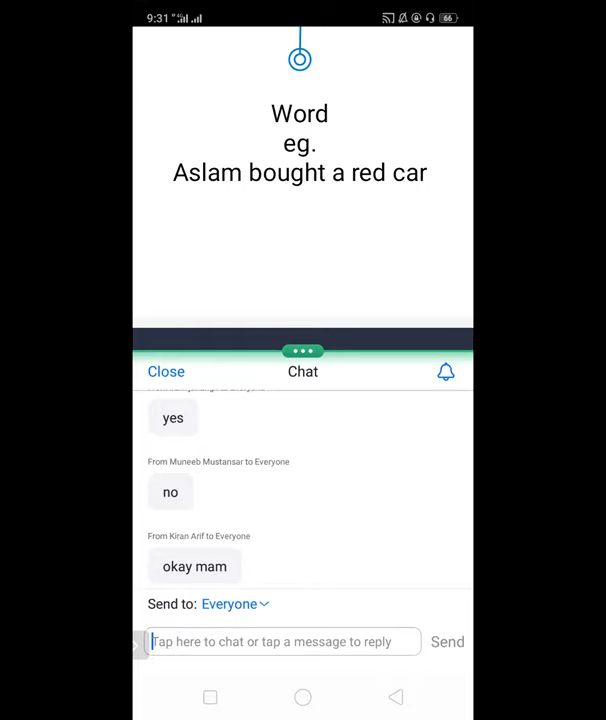 9:31
66
Word
eg.
Aslam bought a red car
Close
Chat
yes
From Muneeb Mustansar to Everyone
no
From Kiran Arif to Everyone
okay mam
Send to: Everyone
Tap here to chat or tap a message to reply
Send